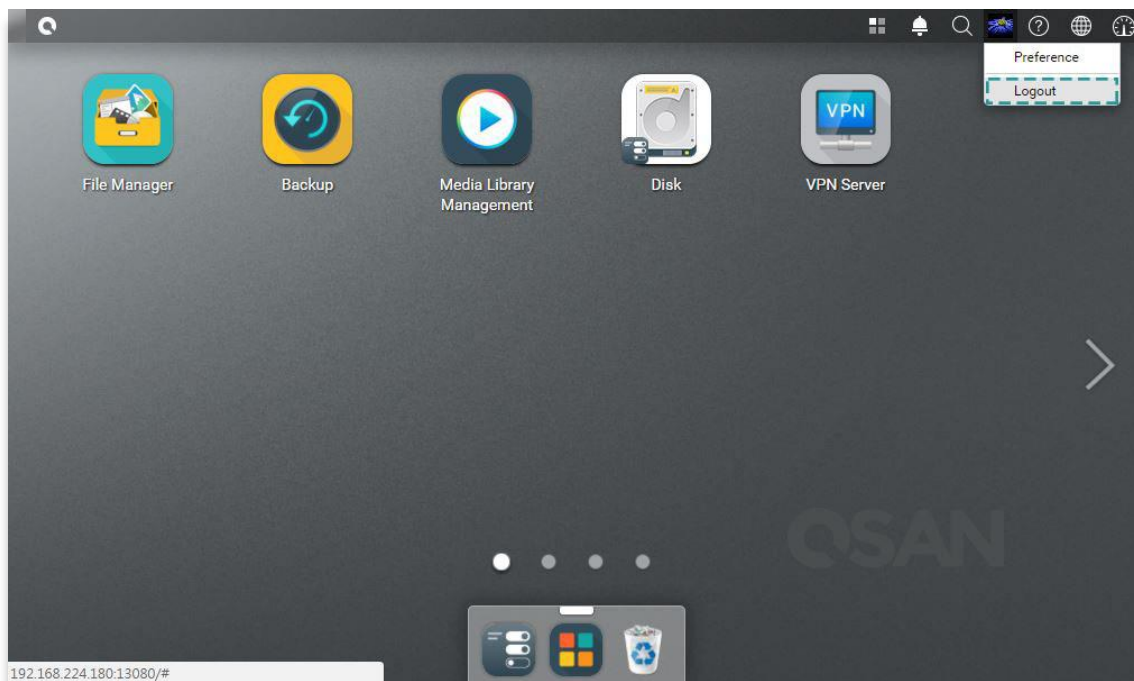 Preference
Logout
VPN
File Manager
Backup
Media Library
Management
Disk
VPN Server
QSAN
192.168.224.180:13080/#